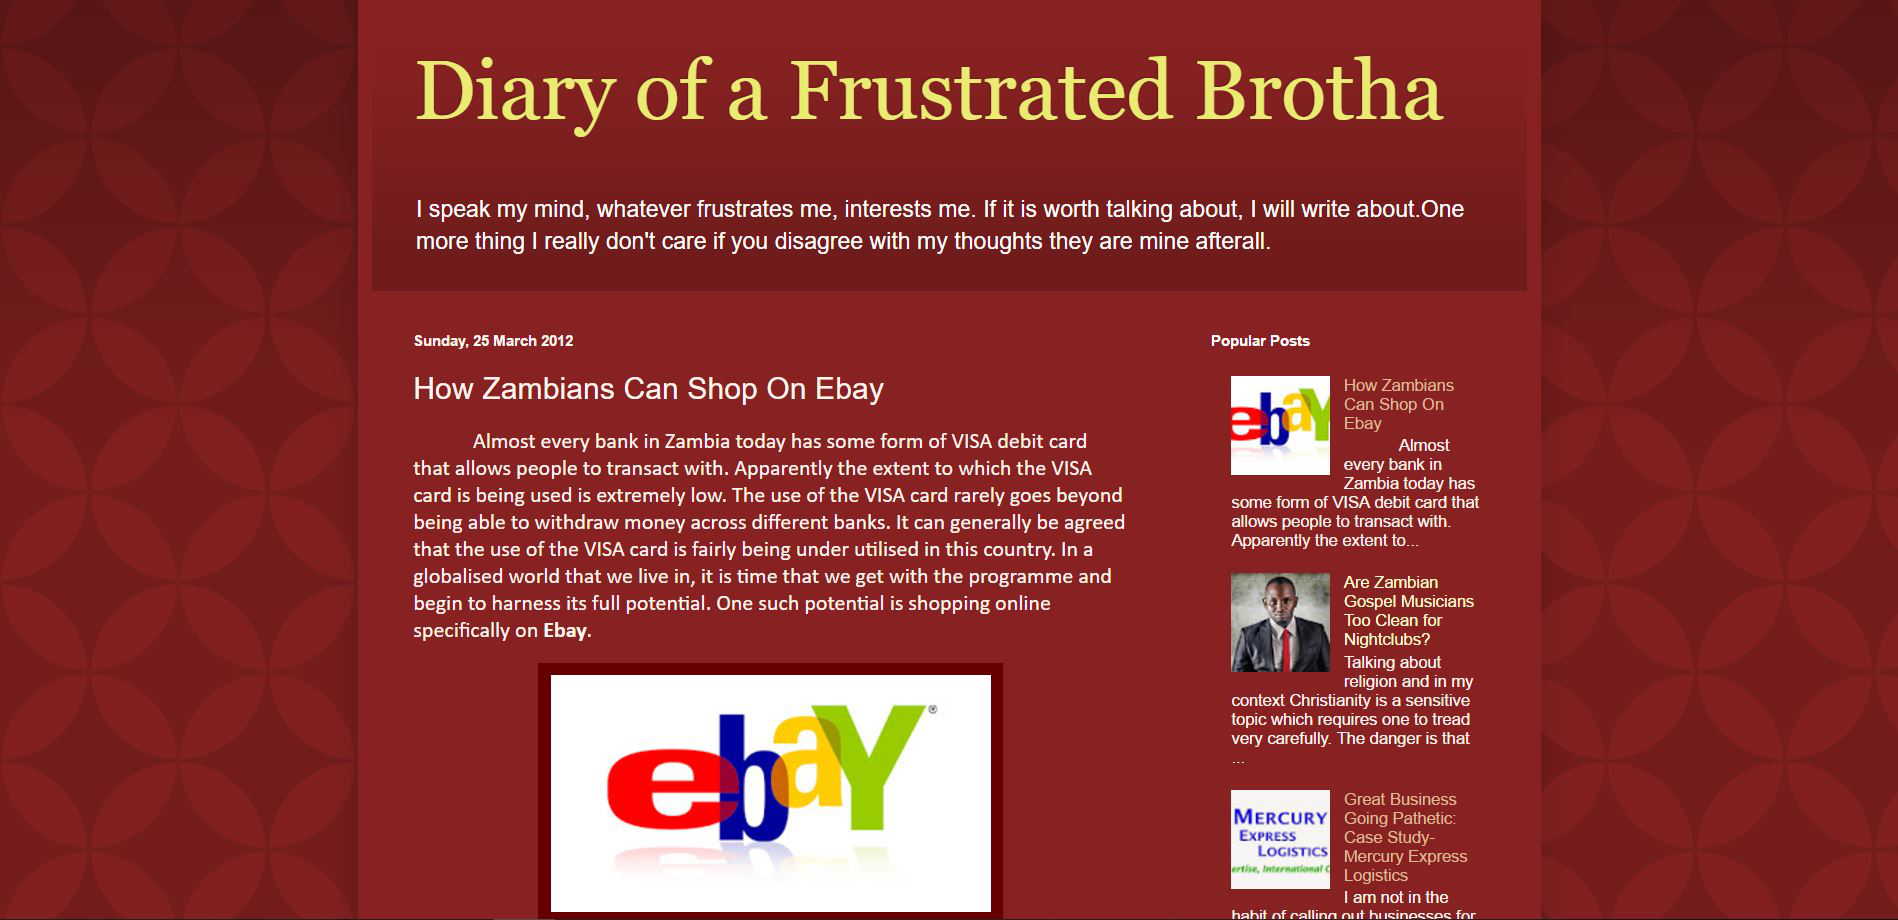 Diary of a Frustrated Brotha
I speak my mind, whatever frustrates me, interests me. If it is worth talking about, I will write about.One
more thing I really don't care if you disagree with my thoughts they are mine afterall.
Sunday, 25 March 2012
How Zambians Can Shop On Ebay
Almost every bank in Zambia today has some form of VISA debit card
that allows people to transact with. Apparently the extent to which the VISA
card is being used is extremely low. The use of the VISA card rarely goes beyond
being able to withdraw money across different banks. It can generally be agreed
that the use of the VISA card is fairly being under utilised in this country. In a
globalised world that we live in, it is time that we get with the programme and
begin to harness its full potential. One such potential is shopping online
specifically on Ebay.
ebaY®
Popular Posts
ebaY
How Zambians
Can Shop On
Ebay
Almost
every bank in
Zambia today has
some form of VISA debit card that
allows people to transact with.
Apparently the extent to...
Are Zambian
Gospel Musicians
Too Clean for
Nightclubs?
Talking about
religion and in my
context Christianity is a sensitive
topic which requires one to tread
very carefully. The danger is that
...
MERCURY
EXPRESS
LOGISTICS
ertise, International C
Great Business
Going Pathetic:
Case Study-
Mercury Express
Logistics
I am not in the
habit of calling out businesses for